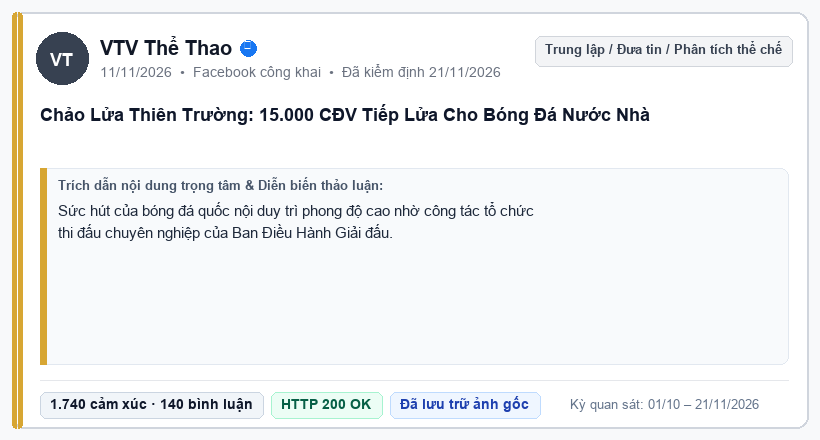 VT
VTV Thể Thao
11/11/2026 • Facebook công khai • Đã kiểm định 21/11/2026
Trung lập / Đưa tin / Phân tích thể chế
Chảo Lửa Thiên Trường: 15.000 CĐV Tiếp Lửa Cho Bóng Đá Nước Nhà
Trích dẫn nội dung trọng tâm & Diễn biến thảo luận:
Sức hút của bóng đá quốc nội duy trì phong độ cao nhờ công tác tổ chức
thi đấu chuyên nghiệp của Ban Điều Hành Giải đấu.
1.740 cảm xúc · 140 bình luận
HTTP 200 OK
Đã lưu trữ ảnh gốc
Kỳ quan sát: 01/10 – 21/11/2026